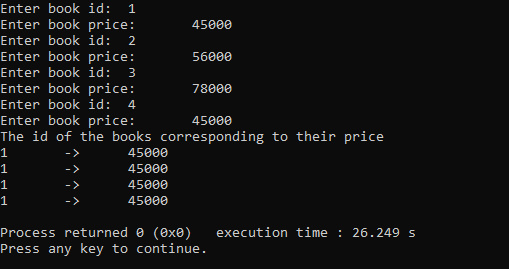 Enter book id:  1
Enter book price:       45000
Enter book id:  2
Enter book price:       56000
Enter book id:  3
Enter book price:       78000
Enter book id:  4
Enter book price:       45000
The id of the books corresponding to their price
1       ->      45000
1       ->      45000
1       ->      45000
1       ->      45000
Process returned 0 (0x0)   execution time : 26.249 s
Press any key to continue.